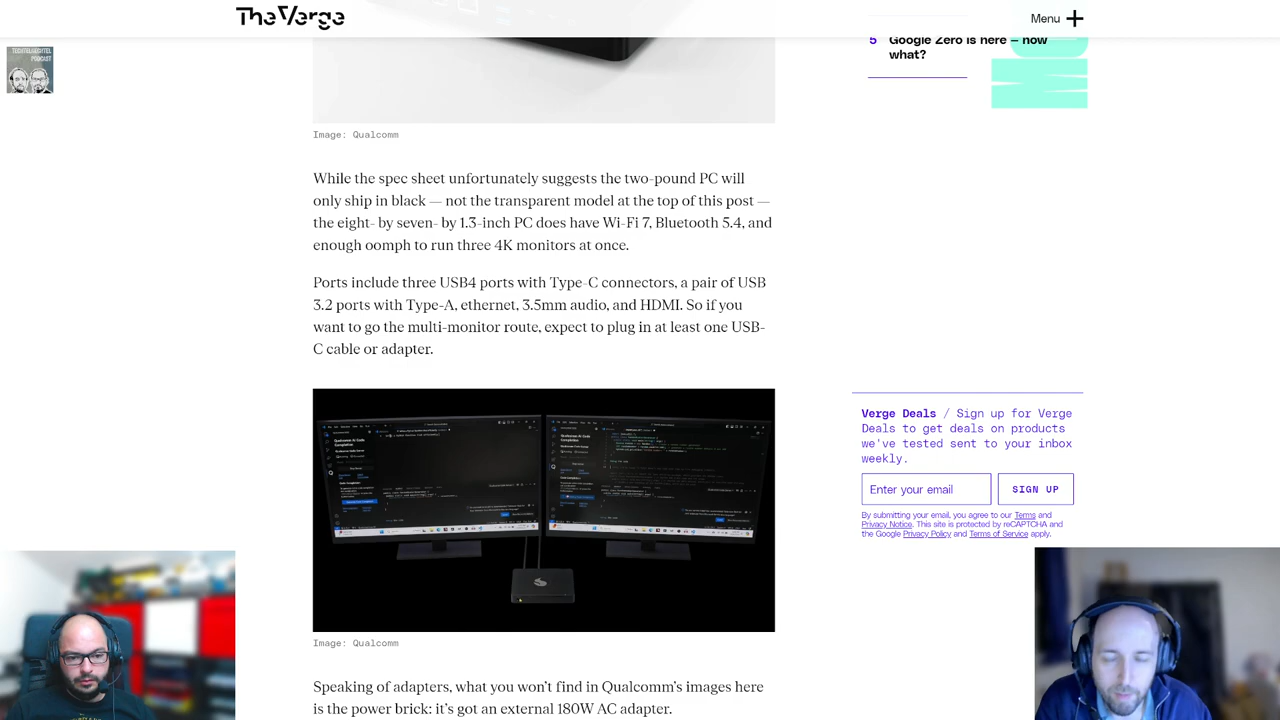 The Verge
Menu
5 Google Zero is here – now
what?
TECHTELMECHTEL
PODCAST
Image: Qualcomm
While the spec sheet unfortunately suggests the two-pound PC will
only ship in black — not the transparent model at the top of this post —
the eight- by seven- by 1.3-inch PC does have Wi-Fi 7, Bluetooth 5.4, and
enough oomph to run three 4K monitors at once.
Ports include three USB4 ports with Type-C connectors, a pair of USB
3.2 ports with Type-A, ethernet, 3.5mm audio, and HDMI. So if you
want to go the multi-monitor route, expect to plug in at least one USB-
C cable or adapter.
Verge Deals / Sign up for Verge
Deals to get deals on products
we've tested sent to your inbox
weekly.
Enter your email
SIGN UP
By submitting your email, you agree to our Terms and
Privacy Notice. This site is protected by reCAPTCHA and
the Google Privacy Policy and Terms of Service apply.
Image: Qualcomm
Speaking of adapters, what you won't find in Qualcomm's images here
is the power brick: it's got an external 180W AC adapter.